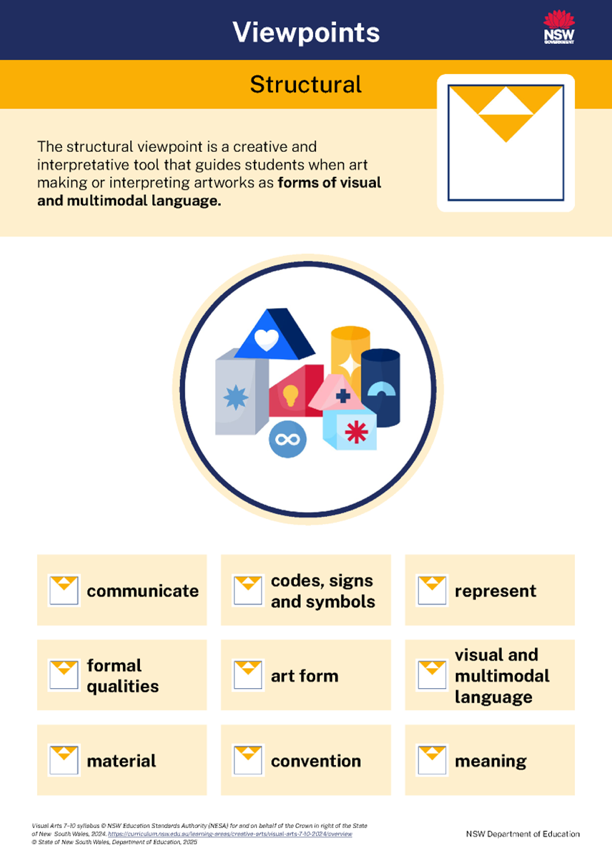 Viewpoints
NSW
GOVERNMENT
Structural
The structural viewpoint is a creative and
interpretative tool that guides students when art
making or interpreting artworks as forms of visual
and multimodal language.
communicate
codes, signs
and symbols
represent
formal
qualities
art form
visual and
multimodal
language
material
convention
meaning
Visual Arts 7–10 syllabus © NSW Education Standards Authority (NESA) for and on behalf of the Crown in right of the State
of New South Wales, 2024. https://curriculum.nsw.edu.au/learning-areas/creative-arts/visual-arts-7-10-2024/overview
© State of New South Wales, Department of Education, 2025
NSW Department of Education